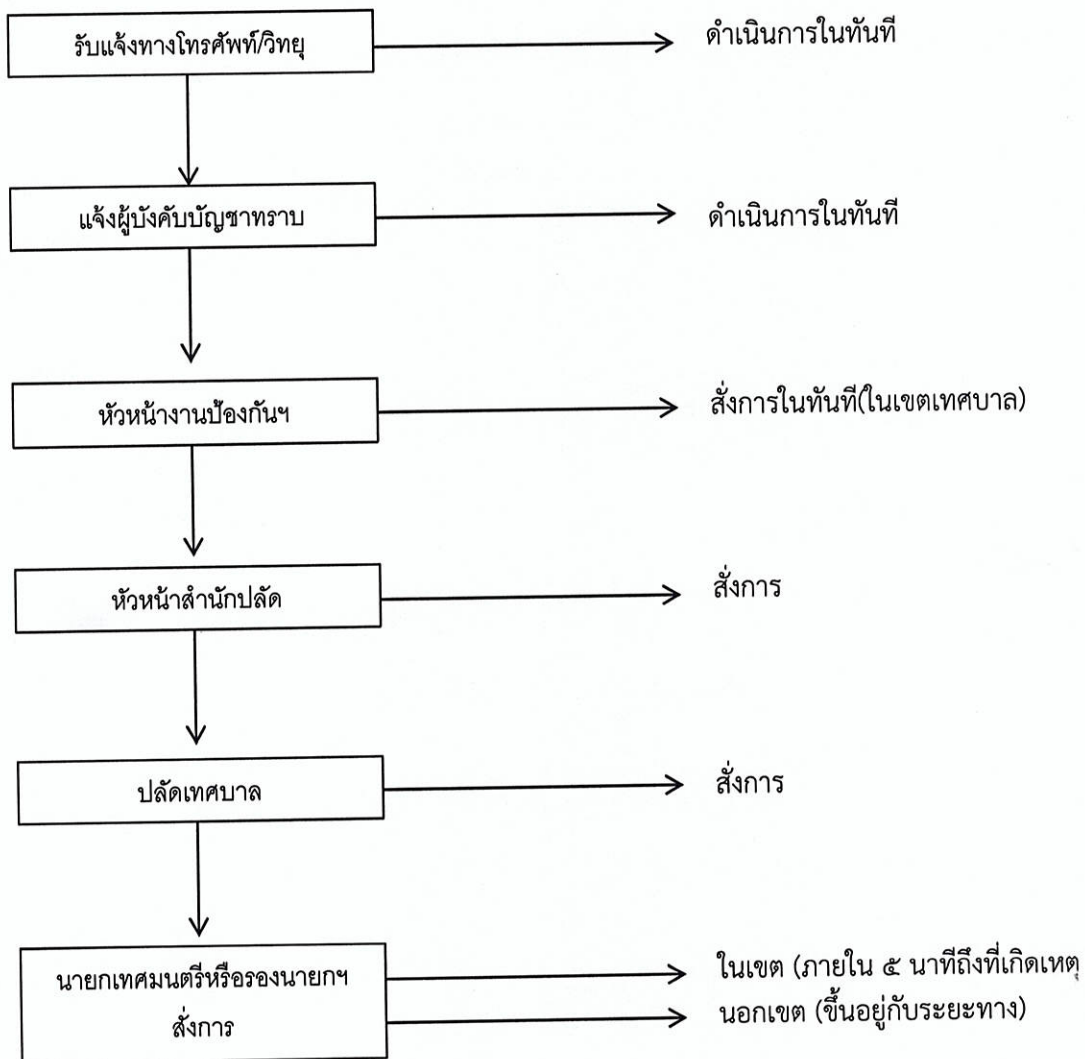 รับแจ้งทางโทรศัพท์/วิทยุ
ดำเนินการในทันที
แจ้งผู้บังคับบัญชาทราบ
ดำเนินการในทันที
หัวหน้างานป้องกันฯ
สั่งการในทันที(ในเขตเทศบาล)
หัวหน้าสำนักปลัด
สั่งการ
ปลัดเทศบาล
สั่งการ
นายกเทศมนตรีหรือรองนายกฯ
สั่งการ
ในเขต (ภายใน ๕ นาทีถึงที่เกิดเหตุ
นอกเขต (ขึ้นอยู่กับระยะทาง)